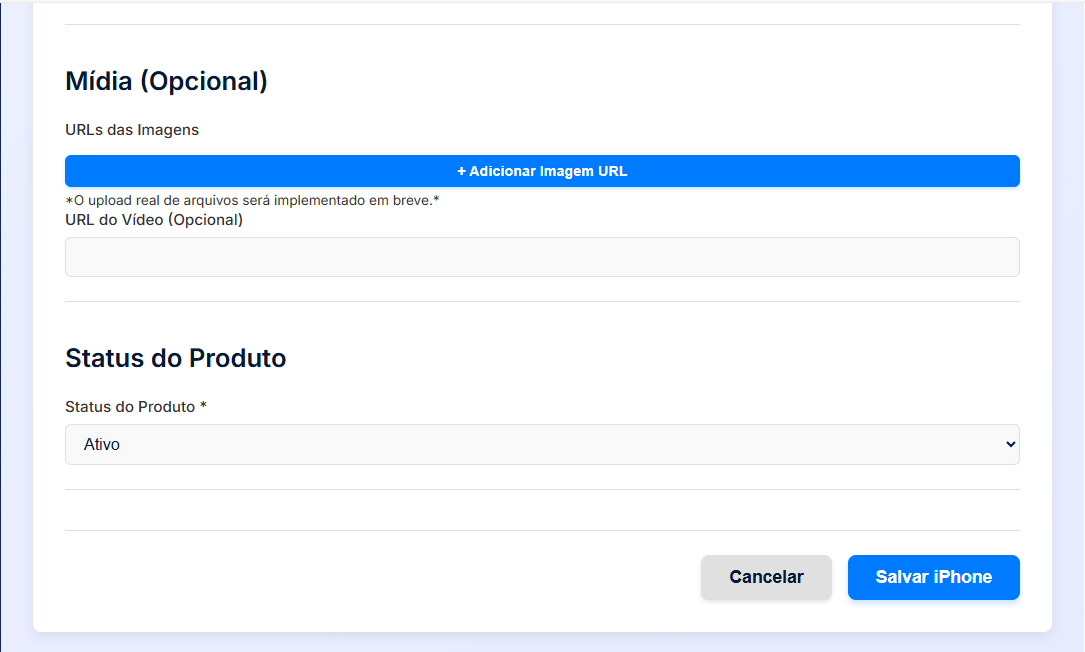 Mídia (Opcional)
URLs das Imagens
+ Adicionar Imagem URL
*O upload real de arquivos será implementado em breve.*
URL do Vídeo (Opcional)
Status do Produto
Status do Produto *
Ativo
Cancelar
Salvar iPhone